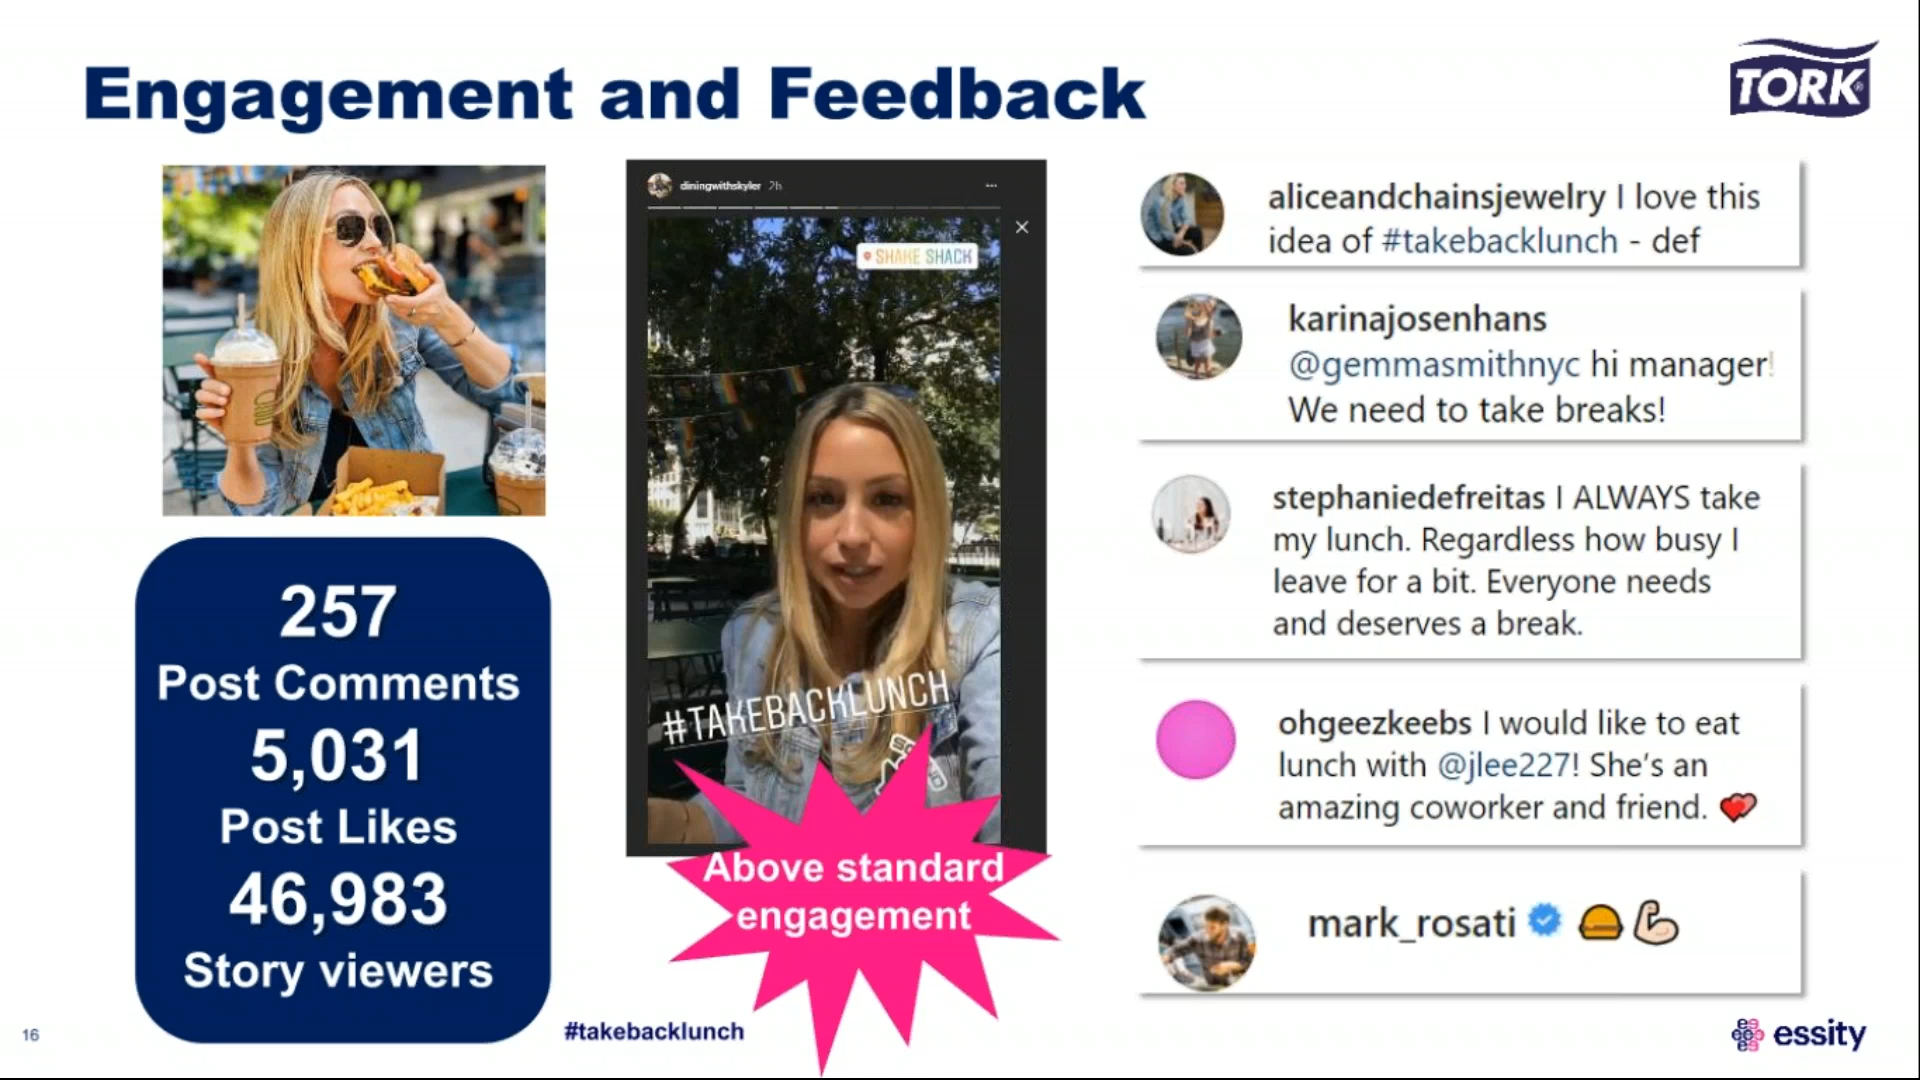 Engagement and Feedback
TORK
diningwithskyler 2h
SHAKE SHACK
#TAKEBACKLUNCH
Above standard
engagement
257
Post Comments
5,031
Post Likes
46,983
Story viewers
aliceandchainsjewelry I love this
idea of #takebacklunch - def
karinajosenhans
@gemmasmithnyc hi manager!
We need to take breaks!
stephaniedefreitas I ALWAYS take
my lunch. Regardless how busy I
leave for a bit. Everyone needs
and deserves a break.
ohgeezkeebs I would like to eat
lunch with @jlee227! She's an
amazing coworker and friend. 💕
mark_rosati 🍔💪🏻
16
#takebacklunch
essity